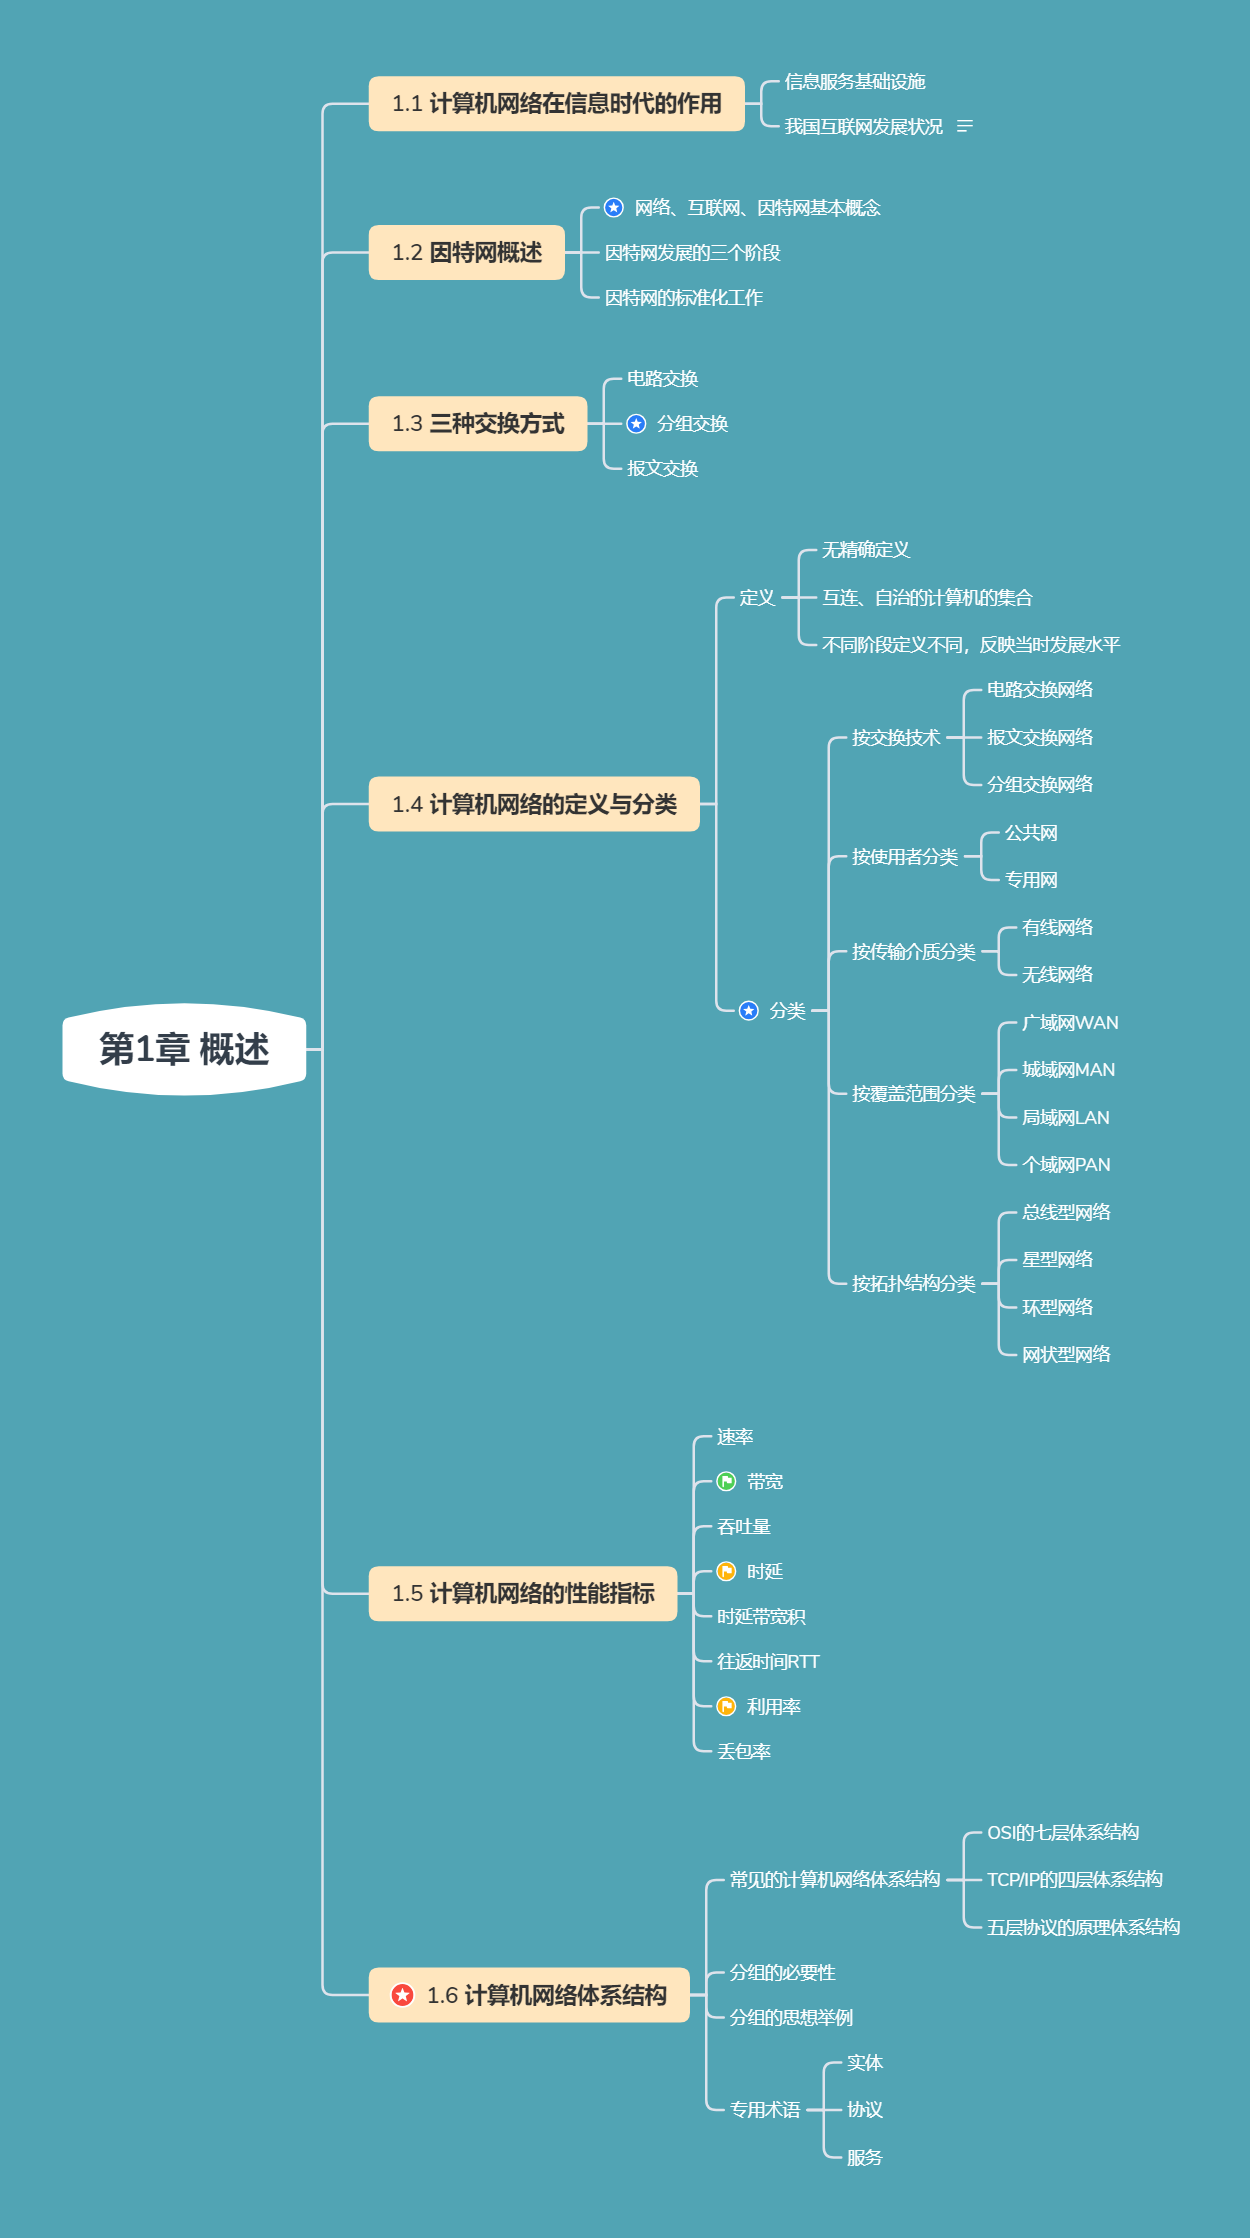 第1章 概述
1.1 计算机网络在信息时代的作用
信息服务基础设施
我国互联网发展状况
1.2 因特网概述
网络、互联网、因特网基本概念
因特网发展的三个阶段
因特网的标准化工作
1.3 三种交换方式
电路交换
分组交换
报文交换
1.4 计算机网络的定义与分类
定义
无精确定义
互连、自治的计算机的集合
不同阶段定义不同，反映当时发展水平
分类
按交换技术
电路交换网络
报文交换网络
分组交换网络
按使用者分类
公共网
专用网
按传输介质分类
有线网络
无线网络
按覆盖范围分类
广域网WAN
城域网MAN
局域网LAN
个域网PAN
按拓扑结构分类
总线型网络
星型网络
环型网络
网状型网络
1.5 计算机网络的性能指标
速率
带宽
吞吐量
时延
时延带宽积
往返时间RTT
利用率
丢包率
1.6 计算机网络体系结构
常见的计算机网络体系结构
OSI的七层体系结构
TCP/IP的四层体系结构
五层协议的原理体系结构
分组的必要性
分组的思想举例
专用术语
实体
协议
服务